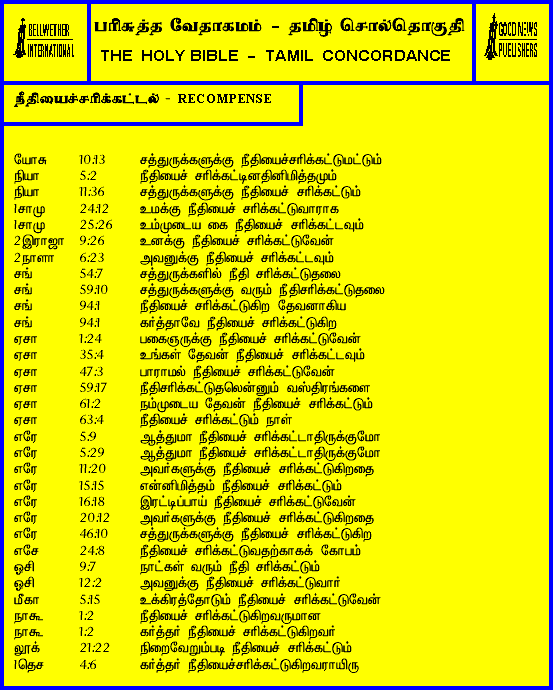 BELLWETHER
INTERNATIONAL
பரிசுத்த வேதாகமம் - தமிழ் சொல்தொகுதி
THE HOLY BIBLE - TAMIL CONCORDANCE
GOOD NEWS
PUBLISHERS
நீதியைச்சரிக்கட்டல் - RECOMPENSE
யோசு 10:13 சத்துருக்களுக்கு நீதியைச்சரிக்கட்டுமட்டும்
நியா 5:2 நீதியைச் சரிக்கட்டினதினிமித்தமும்
நியா 11:36 சத்துருக்களுக்கு நீதியைச் சரிக்கட்டும்
1சாமு 24:12 உமக்கு நீதியைச் சரிக்கட்டுவாராக
1சாமு 25:26 உம்முடைய கை நீதியைச் சரிக்கட்டவும்
2இராஜா 9:26 உனக்கு நீதியைச் சரிக்கட்டுவேன்
2நாளா 6:23 அவனுக்கு நீதியைச் சரிக்கட்டவும்
சங் 54:7 சத்துருக்களில் நீதி சரிக்கட்டுதலை
சங் 59:10 சத்துருக்களுக்கு வரும் நீதிசரிக்கட்டுதலை
சங் 94:1 நீதியைச் சரிக்கட்டுகிற தேவனாகிய
சங் 94:1 கர்த்தாவே நீதியைச் சரிக்கட்டுகிற
ஏசா 1:24 பகைஞருக்கு நீதியைச் சரிக்கட்டுவேன்
ஏசா 35:4 உங்கள் தேவன் நீதியைச் சரிக்கட்டவும்
ஏசா 47:3 பாராமல் நீதியைச் சரிக்கட்டுவேன்
ஏசா 59:17 நீதிசரிக்கட்டுதலென்னும் வஸ்திரங்களை
ஏசா 61:2 நம்முடைய தேவன் நீதியைச் சரிக்கட்டும்
ஏசா 63:4 நீதியைச் சரிக்கட்டும் நாள்
எரே 5:9 ஆத்துமா நீதியைச் சரிக்கட்டாதிருக்குமோ
எரே 5:29 ஆத்துமா நீதியைச் சரிக்கட்டாதிருக்குமோ
எரே 11:20 அவர்களுக்கு நீதியைச் சரிக்கட்டுகிறதை
எரே 15:15 என்னிமித்தம் நீதியைச் சரிக்கட்டும்
எரே 16:18 இரட்டிப்பாய் நீதியைச் சரிக்கட்டுவேன்
எரே 20:12 அவர்களுக்கு நீதியைச் சரிக்கட்டுகிறதை
எரே 46:10 சத்துருக்களுக்கு நீதியைச் சரிக்கட்டுகிற
எசே 24:8 நீதியைச் சரிக்கட்டுவதற்காகக் கோபம்
ஓசி 9:7 நாட்கள் வரும் நீதி சரிக்கட்டும்
ஓசி 12:2 அவனுக்கு நீதியைச் சரிக்கட்டுவார்
மீகா 5:15 உக்கிரத்தோடும் நீதியைச் சரிக்கட்டுவேன்
நாகூ 1:2 நீதியைச் சரிக்கட்டுகிறவருமான
நாகூ 1:2 கர்த்தர் நீதியைச் சரிக்கட்டுகிறவர்
லூக் 21:22 நிறைவேறும்படி நீதியைச் சரிக்கட்டும்
1தெச 4:6 கர்த்தர் நீதியைச்சரிக்கட்டுகிறவராயிரு